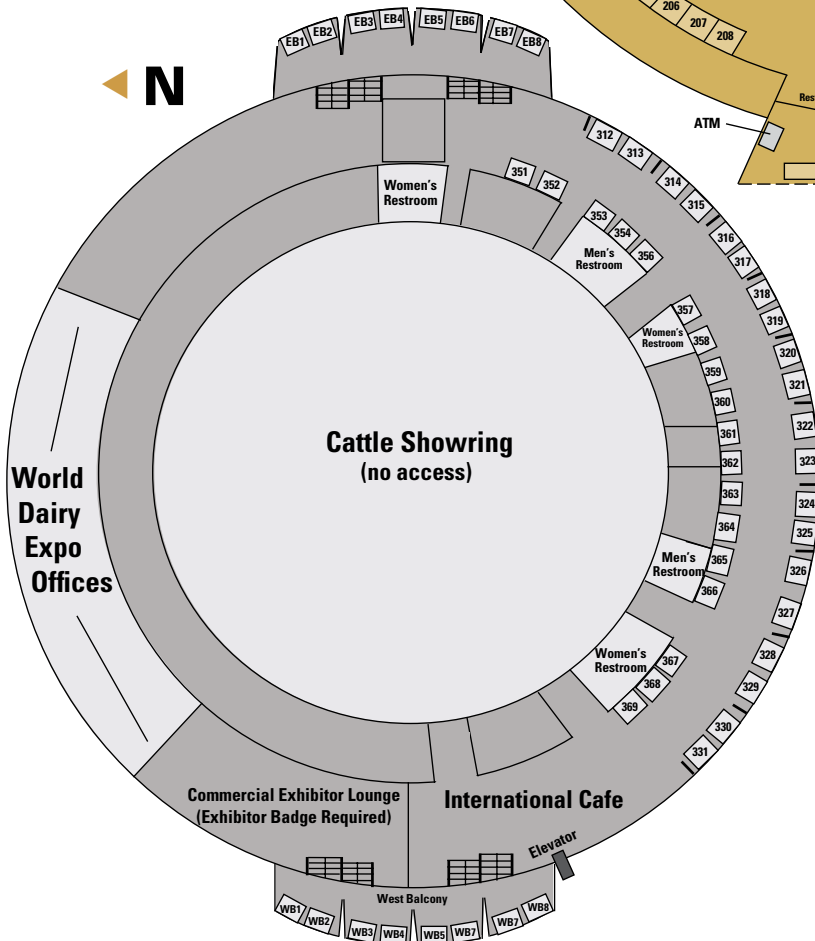 EB1
EB2
EB3
EB4
EB5
EB6
EB7
EB8
206
207
208
N
ATM
Res
312
313
314
315
316
317
318
319
320
321
322
323
324
325
326
327
328
329
330
331
351
352
353
354
356
357
358
359
360
361
362
363
364
365
366
367
368
369
Women's
Restroom
Men's
Restroom
Women's
Restroom
Cattle Showring
(no access)
World
Dairy
Expo
Offices
Men's
Restroom
Women's
Restroom
Commercial Exhibitor Lounge
(Exhibitor Badge Required)
International Cafe
Elevator
West Balcony
WB1
WB2
WB3
WB4
WB5
WB7
WB7
WB8